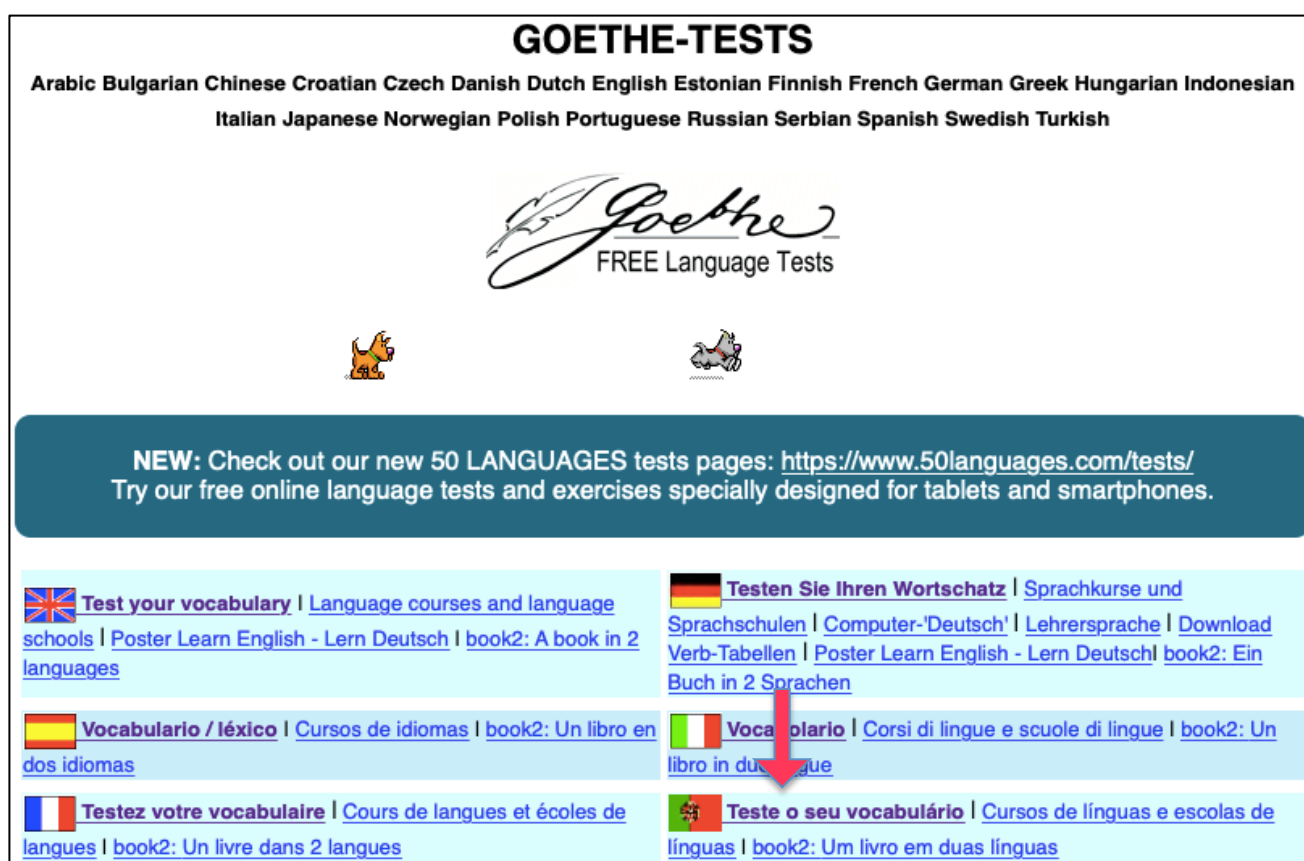 GOETHE-TESTS
Arabic Bulgarian Chinese Croatian Czech Danish Dutch English Estonian Finnish French German Greek Hungarian Indonesian
Italian Japanese Norwegian Polish Portuguese Russian Serbian Spanish Swedish Turkish
Goethe
FREE Language Tests
NEW: Check out our new 50 LANGUAGES tests pages: https://www.50languages.com/tests/
Try our free online language tests and exercises specially designed for tablets and smartphones.
Test your vocabulary | Language courses and language
schools | Poster Learn English - Lern Deutsch | book2: A book in 2
languages
Testen Sie Ihren Wortschatz | Sprachkurse und
Sprachschulen | Computer-'Deutsch' | Lehrersprache | Download
Verb-Tabellen | Poster Learn English - Lern Deutsch| book2: Ein
Buch in 2 Sprachen
Vocabulario / léxico | Cursos de idiomas | book2: Un libro en
dos idiomas
Vocabolario | Corsi di lingue e scuole di lingue | book2: Un
libro in due lingue
Testez votre vocabulaire | Cours de langues et écoles de
langues | book2: Un livre dans 2 langues
Teste o seu vocabulário | Cursos de línguas e escolas de
línguas | book2: Um livro em duas línguas